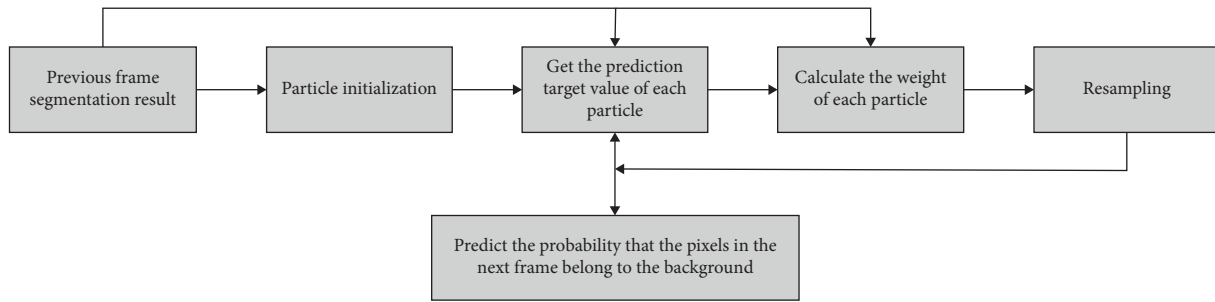 Previous frame
segmentation result
Particle initialization
Get the prediction
target value of each
particle
Calculate the weight
of each particle
Resampling
Predict the probability that the pixels in the
next frame belong to the background